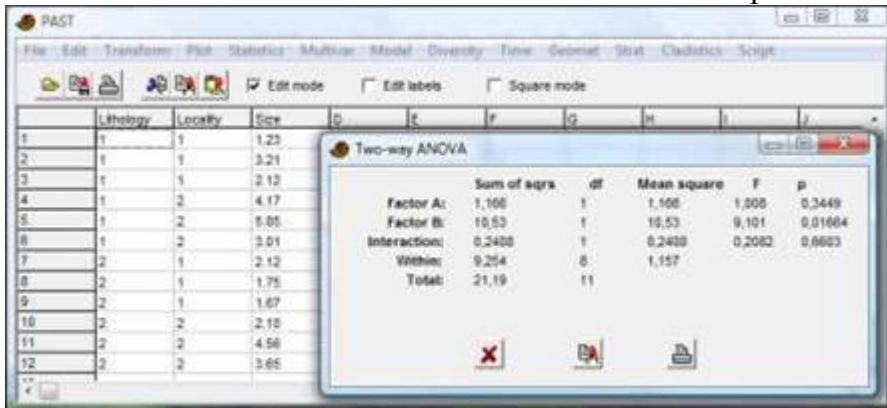 PAST
File Edit Transform Plot Statistics Multivar Model Diversity Time Geomet Strat Cladistics Script
Edit mode Edit labels Square mode
Lithology Locality Size D E F G H I J
1 1 1 1.23
2 1 1 3.21
3 1 1 2.12
4 1 2 4.17
5 1 2 5.85
6 1 2 3.01
7 2 1 2.12
8 2 1 1.75
9 2 1 1.67
10 2 2 2.10
11 2 2 4.56
12 2 2 3.65
Two-way ANOVA
Sum of sqrs df Mean square F p
Factor A: 1,166 1 1,166 1,008 0,3449
Factor B: 10,53 1 10,53 9,101 0,01664
Interaction: 0,2408 1 0,2408 0,2082 0,6603
Within: 9,254 8 1,157
Total: 21,19 11